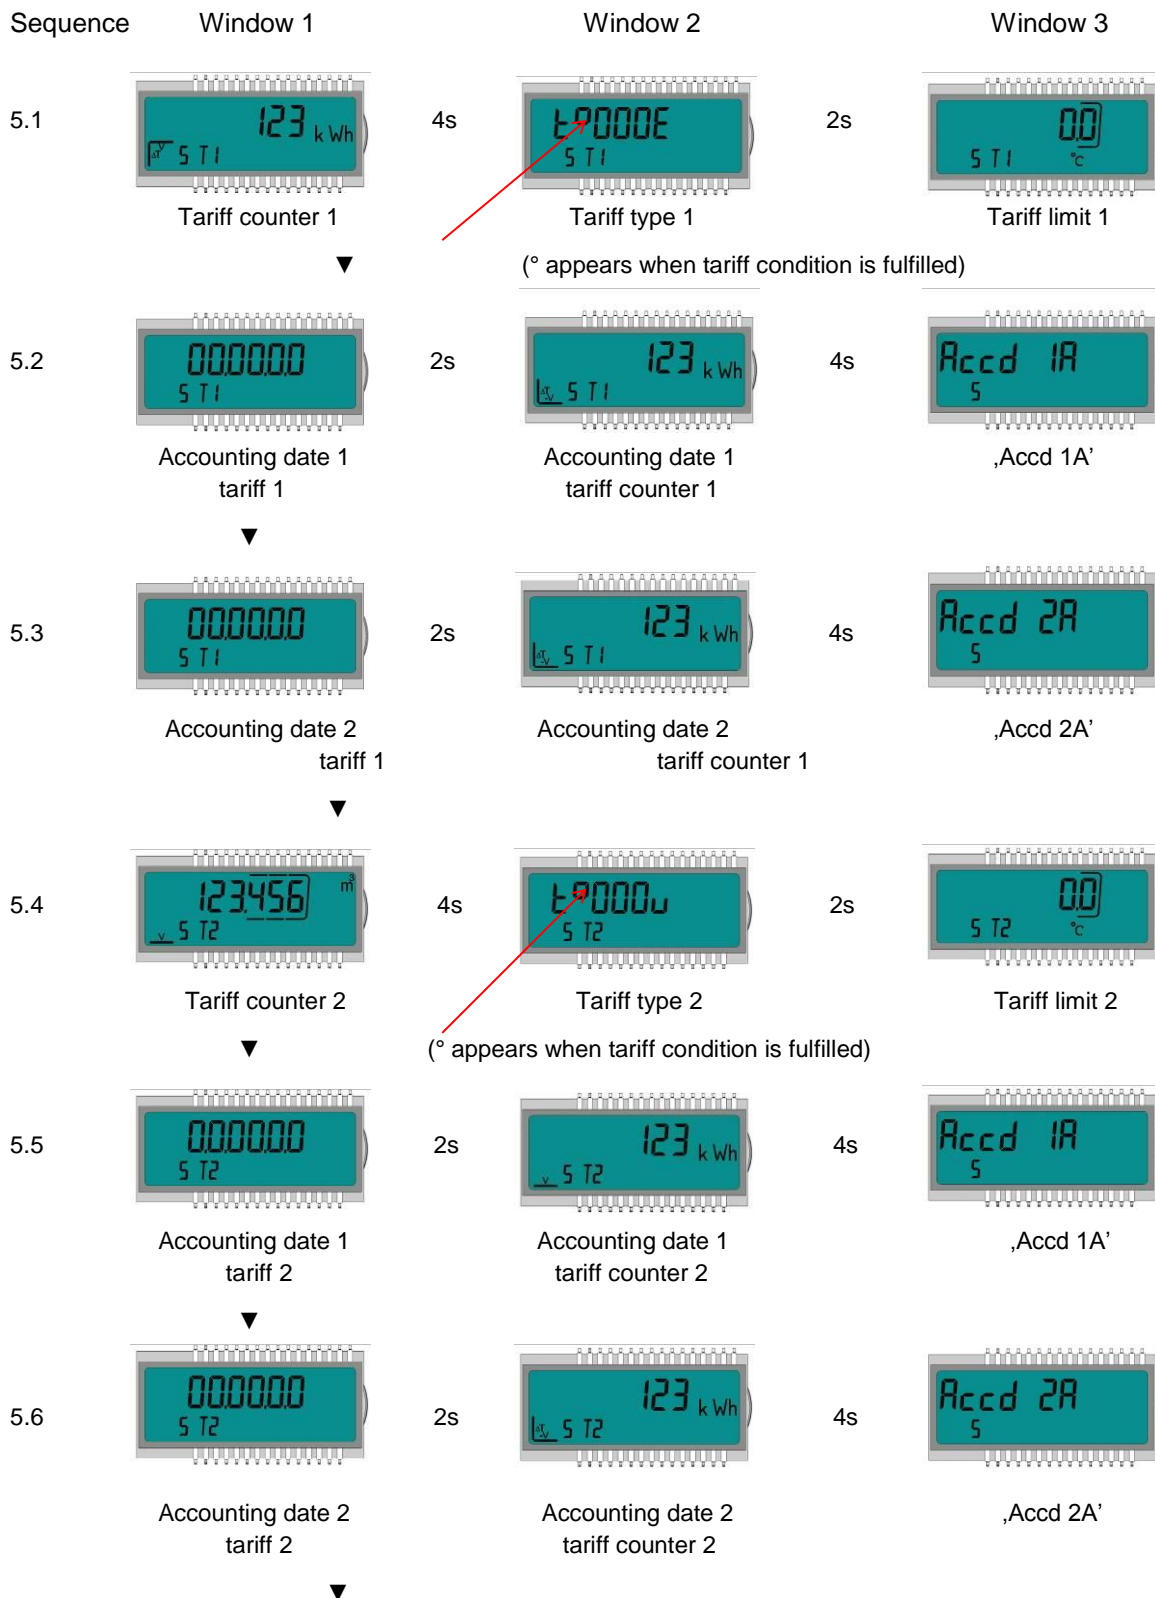 Sequence Window 1 Window 2 Window 3
5.1 123 kWh 4s t°000E 2s 0.0
ΔT V 5 T1 5 T1 5 T1 °C
Tariff counter 1 Tariff type 1 Tariff limit 1
▼ (° appears when tariff condition is fulfilled)
5.2 00.00.00 2s 123 kWh 4s Accd 1A
5 T1 ΔT V 5 T1 5
Accounting date 1 Accounting date 1 ‚Accd 1A’
tariff 1 tariff counter 1
▼
5.3 00.00.00 2s 123 kWh 4s Accd 2A
5 T1 ΔT V 5 T1 5
Accounting date 2 Accounting date 2 ‚Accd 2A’
tariff 1 tariff counter 1
▼
5.4 123.456 m³ 4s t°000u 2s 0.0
V 5 T2 5 T2 5 T2 °C
Tariff counter 2 Tariff type 2 Tariff limit 2
▼ (° appears when tariff condition is fulfilled)
5.5 00.00.00 2s 123 kWh 4s Accd 1A
5 T2 V 5 T2 5
Accounting date 1 Accounting date 1 ‚Accd 1A’
tariff 2 tariff counter 2
▼
5.6 00.00.00 2s 123 kWh 4s Accd 2A
5 T2 ΔT V 5 T2 5
Accounting date 2 Accounting date 2 ‚Accd 2A’
tariff 2 tariff counter 2
▼